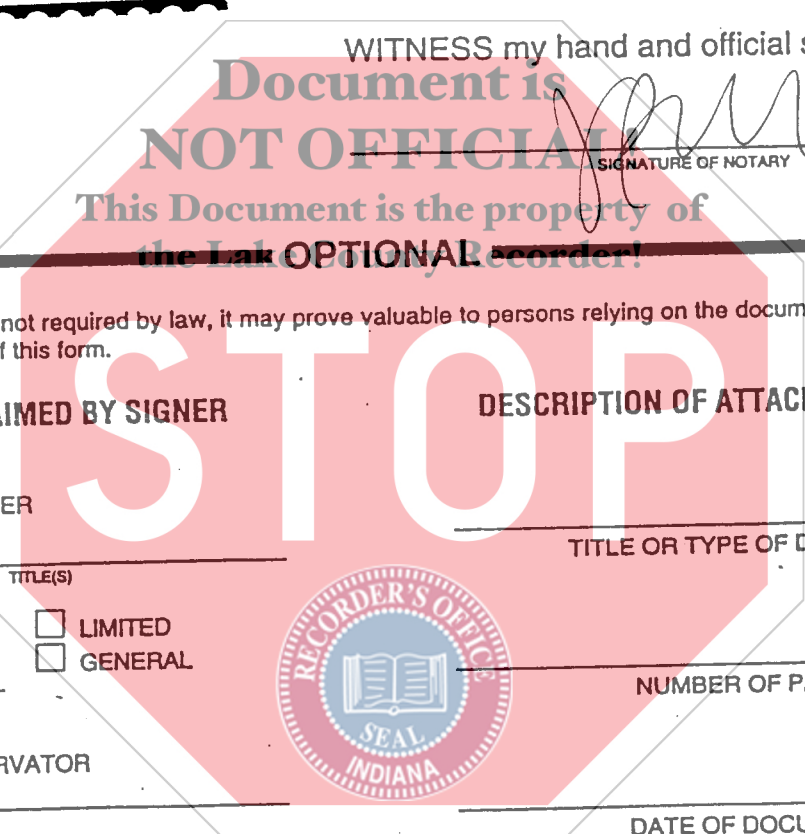 WITNESS my hand and official s
Document is
NOT OFFICIAL!
SIGNATURE OF NOTARY
This Document is the property of
the Lake County Recorder!
OPTIONAL
not required by law, it may prove valuable to persons relying on the docum
f this form.
AIMED BY SIGNER
DESCRIPTION OF ATTACH
STOP
ER
TITLE OR TYPE OF D
TITLE(S)
LIMITED
GENERAL
RECORDER'S OFFICE
SEAL
INDIANA
NUMBER OF PA
RVATOR
DATE OF DOCU